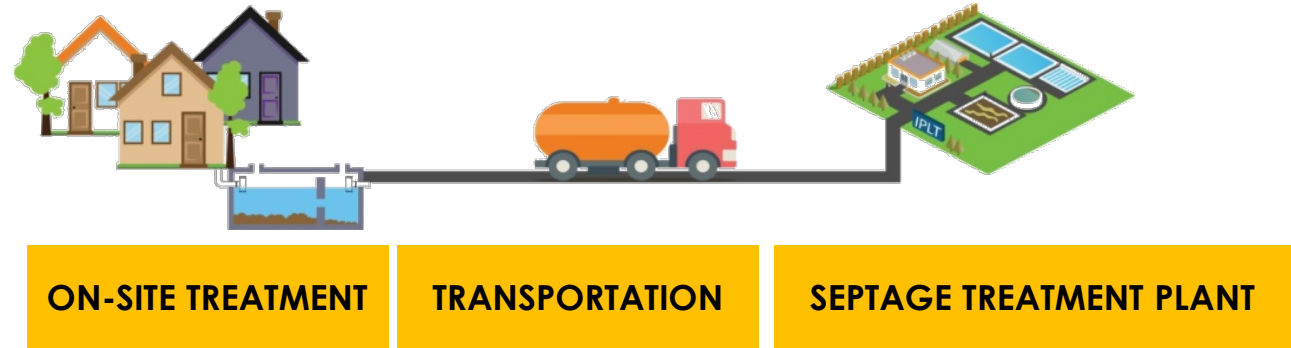 IPLT
ON-SITE TREATMENT
TRANSPORTATION
SEPTAGE TREATMENT PLANT